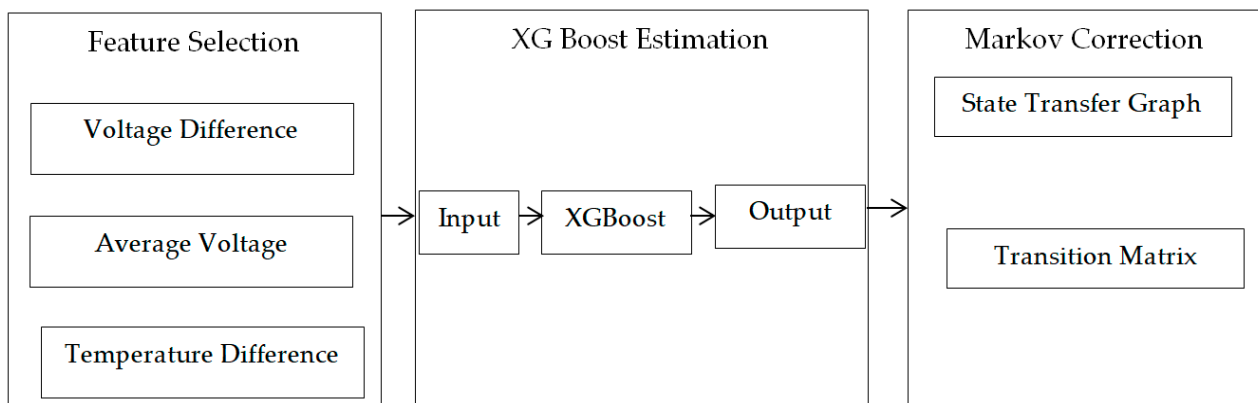 Feature Selection
Voltage Difference
Average Voltage
Temperature Difference
XG Boost Estimation
Input
XGBoost
Output
Markov Correction
State Transfer Graph
Transition Matrix